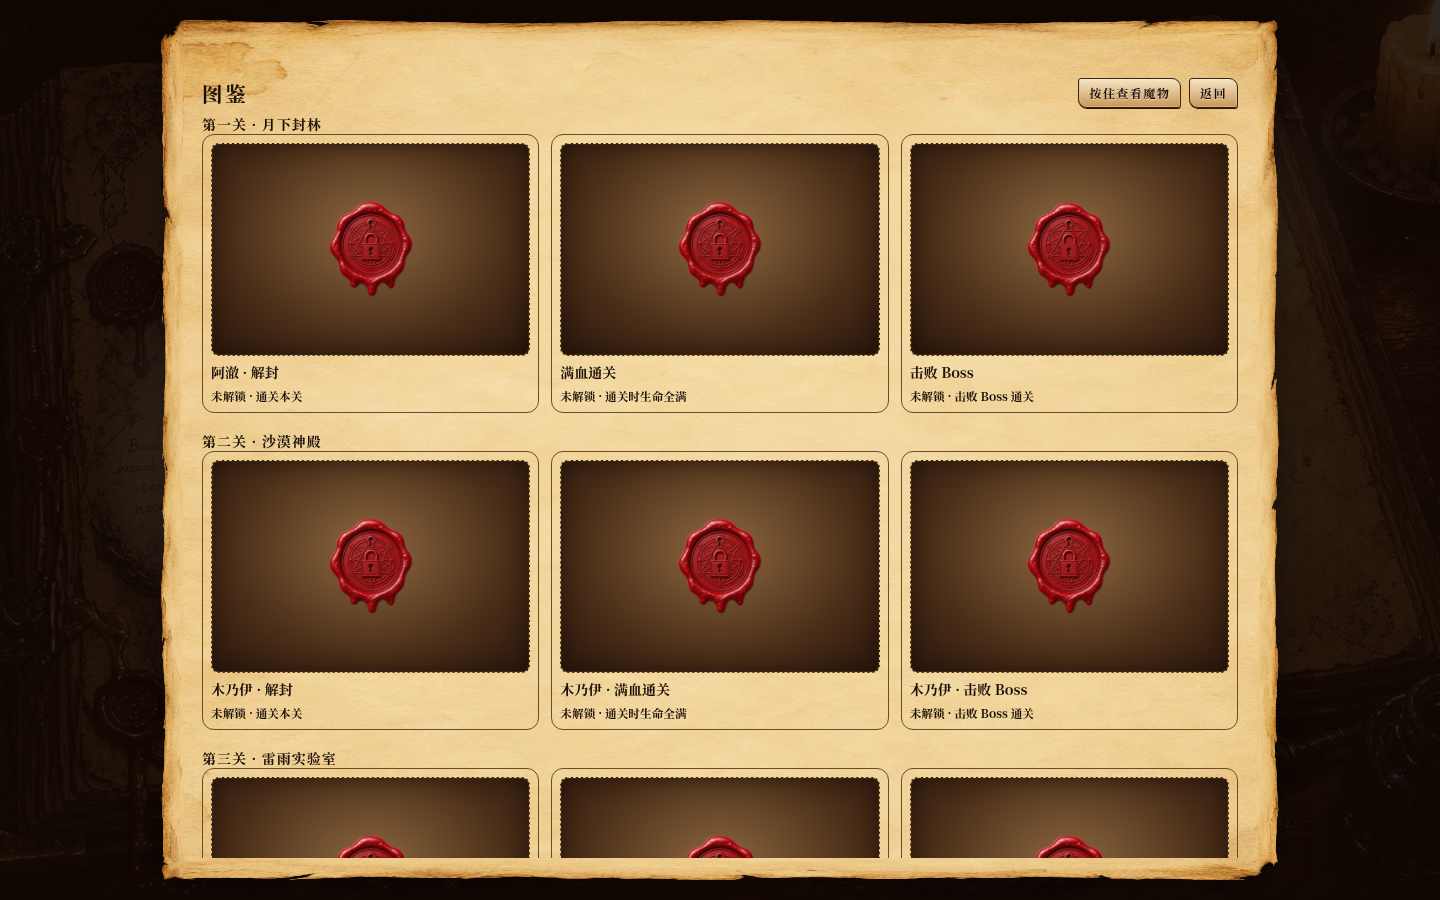 图鉴
按住查看魔物
返回
第一关 · 月下封林
阿澈 · 解封
未解锁 · 通关本关
满血通关
未解锁 · 通关时生命全满
击败 Boss
未解锁 · 击败 Boss 通关
第二关 · 沙漠神殿
木乃伊 · 解封
未解锁 · 通关本关
木乃伊 · 满血通关
未解锁 · 通关时生命全满
木乃伊 · 击败 Boss
未解锁 · 击败 Boss 通关
第三关 · 雷雨实验室